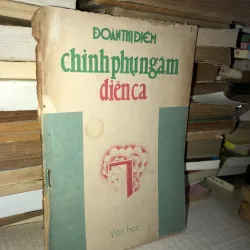 ĐOÀN THỊ ĐIỂM
chinh phụ ngâm
diễn ca
Văn học